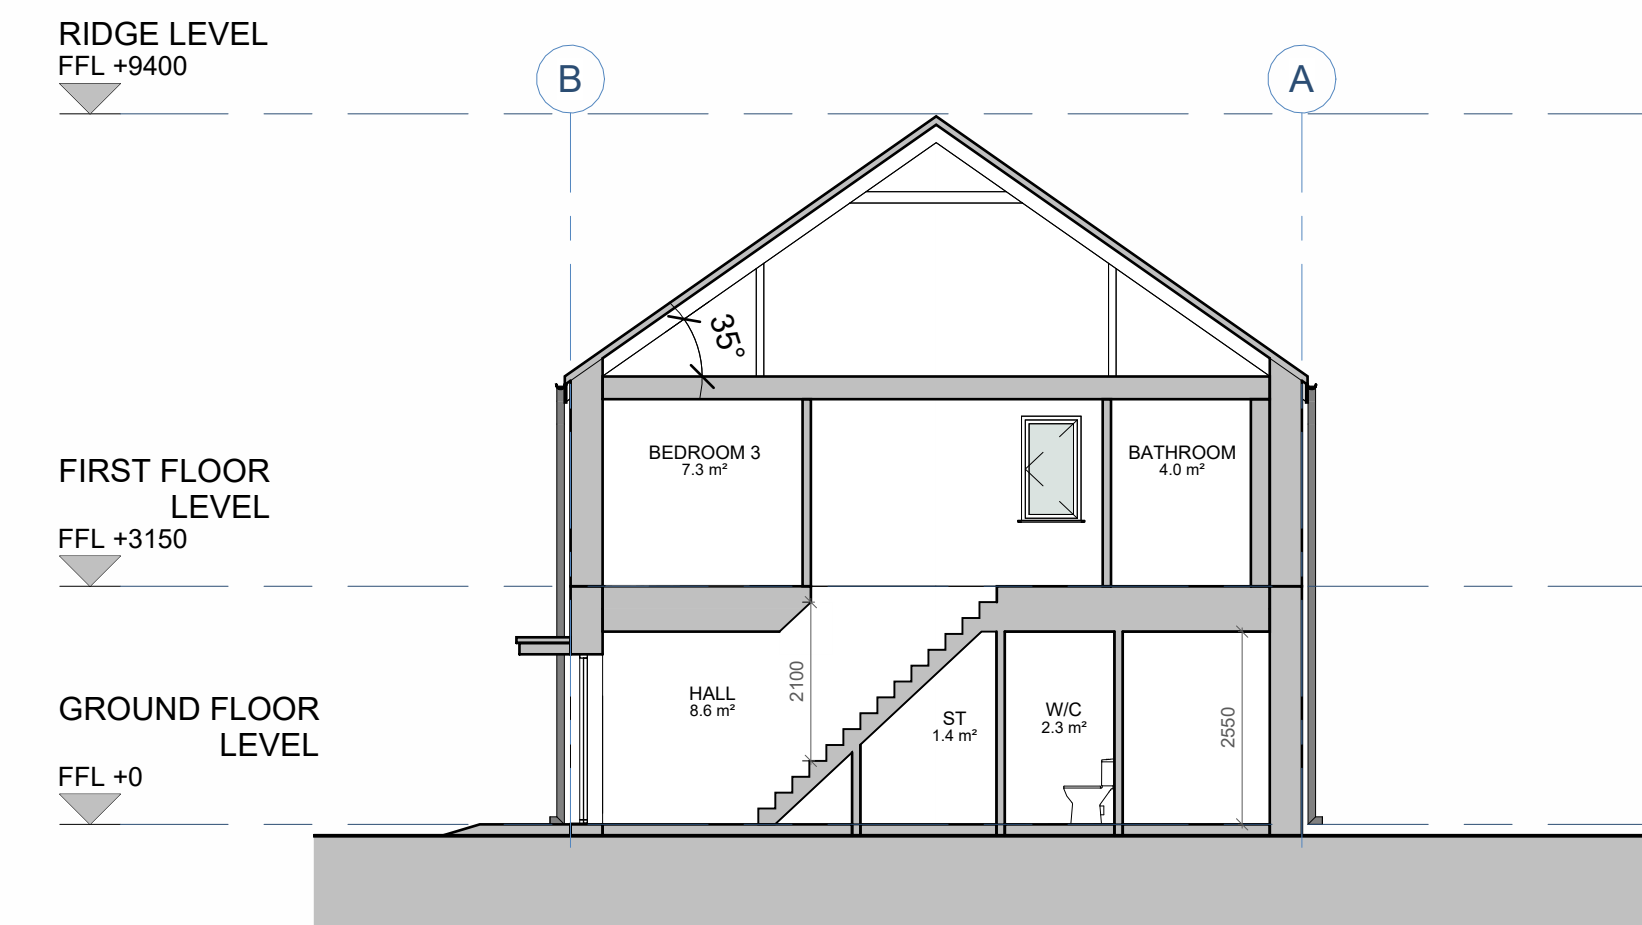 RIDGE LEVEL
FFL +9400
B
A
35°
FIRST FLOOR
LEVEL
FFL +3150
BEDROOM 3
7.3 m²
BATHROOM
4.0 m²
GROUND FLOOR
LEVEL
FFL +0
HALL
8.6 m²
2100
ST
1.4 m²
W/C
2.3 m²
2550